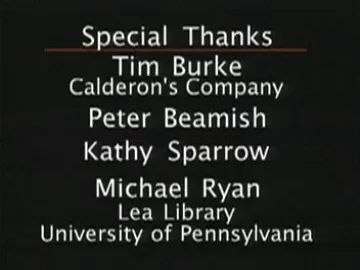 Special Thanks
Tim Burke
Calderon's Company
Peter Beamish
Kathy Sparrow
Michael Ryan
Lea Library
University of Pennsylvania